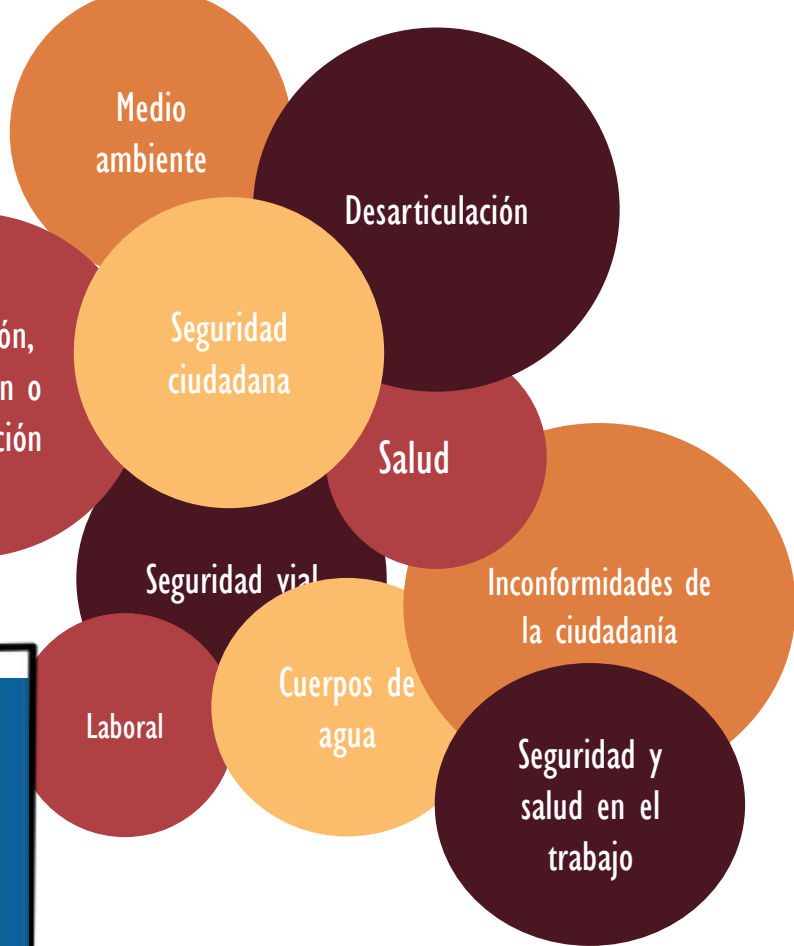 Medio
ambiente
Desarticulación
Seguridad
ciudadana
o
Salud
Seguridad vial
Inconformidades de
la ciudadanía
Cuerpos de
agua
Laboral
Seguridad y
salud en el
trabajo